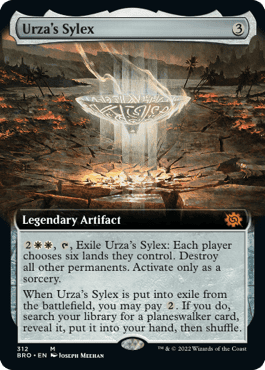 Urza's Sylex 3
Legendary Artifact
2WW, T, Exile Urza's Sylex: Each player
chooses six lands they control. Destroy
all other permanents. Activate only as a
sorcery.
When Urza's Sylex is put into exile from
the battlefield, you may pay 2. If you do,
search your library for a planeswalker card,
reveal it, put it into your hand, then shuffle.
312 M
BRO • EN Joseph Meehan ™ & © 2022 Wizards of the Coast